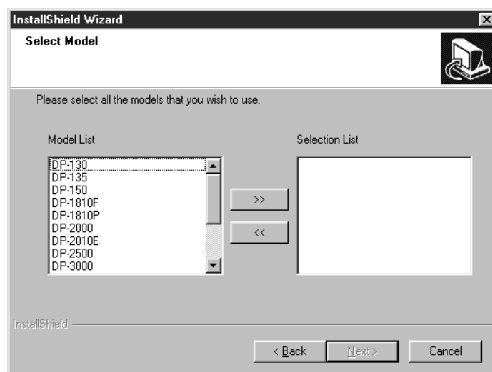 InstallShield Wizard
Select Model
Please select all the models that you wish to use.
Model List
Selection List
DP-130
DP-135
DP-150
DP-1810F
DP-1810P
DP-2000
DP-2010E
DP-2500
DP-3000
>>
<<
InstallShield
< Back
Next >
Cancel